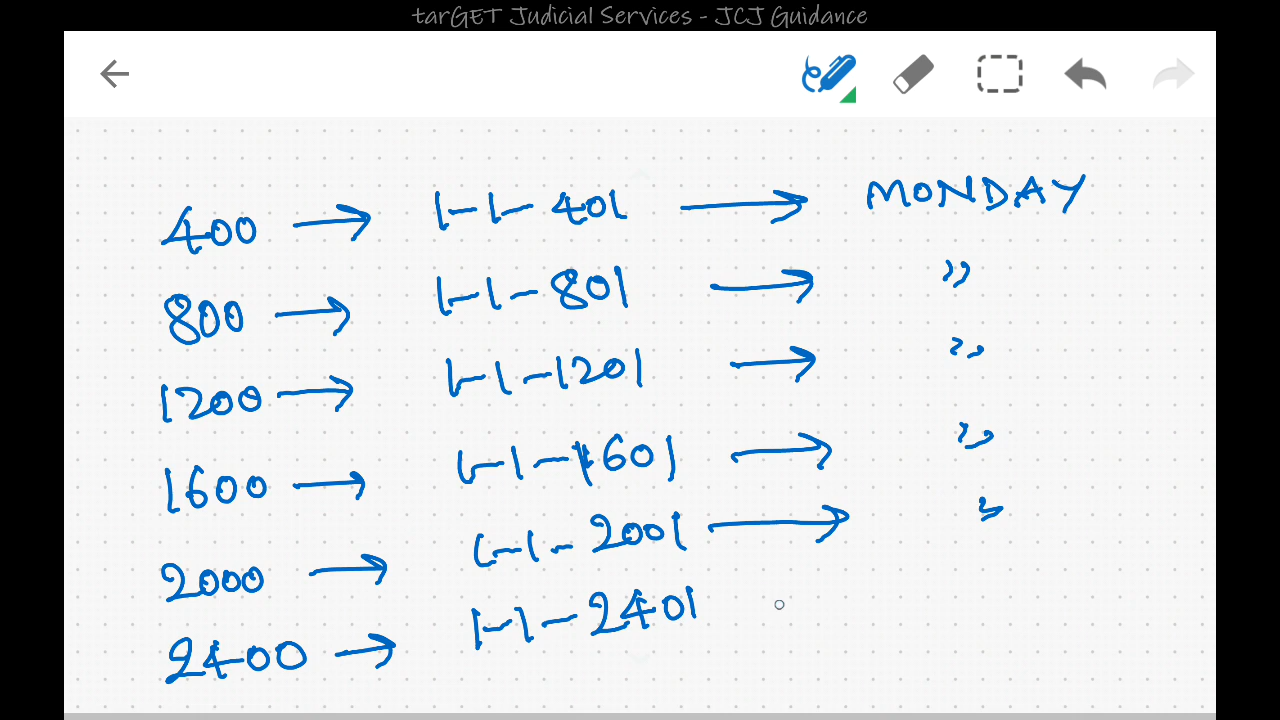 tarGET Judicial Services - JCJ Guidance
400 → 1-1-401 → MONDAY
800 → 1-1-801 → "
1200 → 1-1-1201 → "
1600 → 1-1-1601 → "
2000 → 1-1-2001 → "
2400 → 1-1-2401